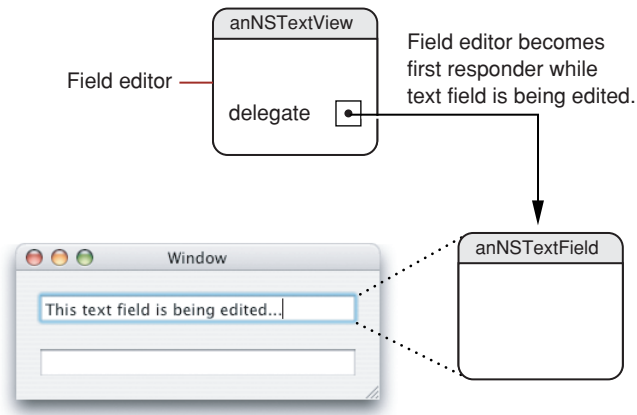 anNSTextView
Field editor becomes
first responder while
text field is being edited.
Field editor
delegate
Window
anNSTextField
This text field is being edited...